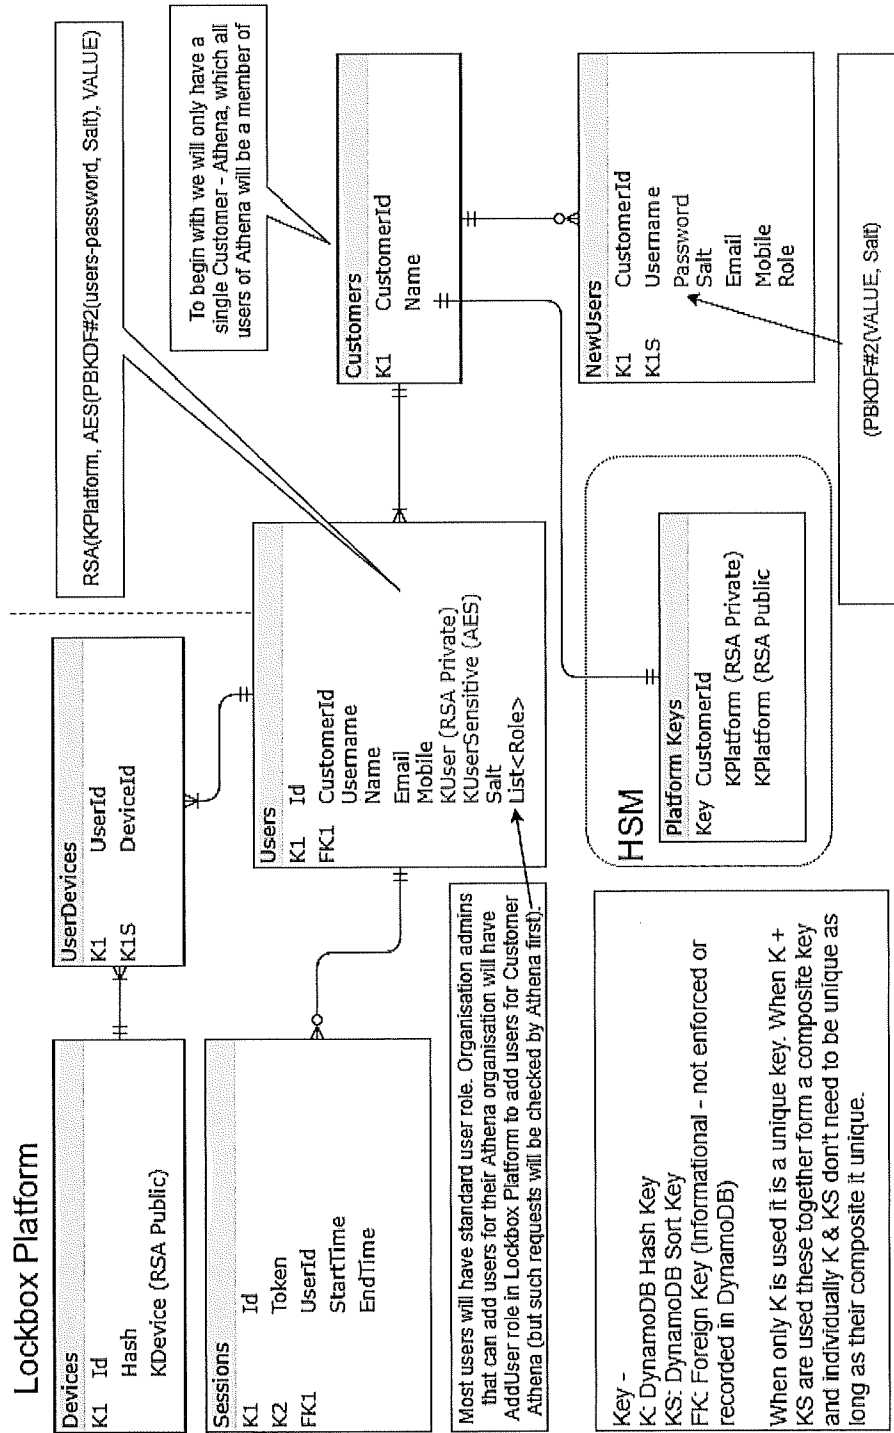 Lockbox Platform
Devices
K1 Id
Hash
KDevice (RSA Public)
UserDevices
K1 UserId
K1S DeviceId
RSA(KPlatform, AES(PBKDF#2(users-password, Salt), VALUE)
Sessions
K1 Id
K2 Token
FK1 UserId
StartTime
EndTime
Users
K1 Id
FK1 CustomerId
Username
Name
Email
Mobile
KUser (RSA Private)
KUserSensitive (AES)
Salt
List<Role>
To begin with we will only have a
single Customer - Athena, which all
users of Athena will be a member of
Customers
K1 CustomerId
Name
Most users will have standard user role. Organisation admins
that can add users for their Athena organisation will have
AddUser role in Lockbox Platform to add users for Customer
Athena (but such requests will be checked by Athena first).
HSM
Platform Keys
Key CustomerId
KPlatform (RSA Private)
KPlatform (RSA Public
NewUsers
K1 CustomerId
K1S Username
Password
Salt
Email
Mobile
Role
(PBKDF#2(VALUE, Salt)
Key -
K: DynamoDB Hash Key
KS: DynamoDB Sort Key
FK: Foreign Key (Informational - not enforced or
recorded in DynamoDB)
When only K is used it is a unique key. When K +
KS are used these together form a composite key
and individually K & KS don't need to be unique as
long as their composite it unique.